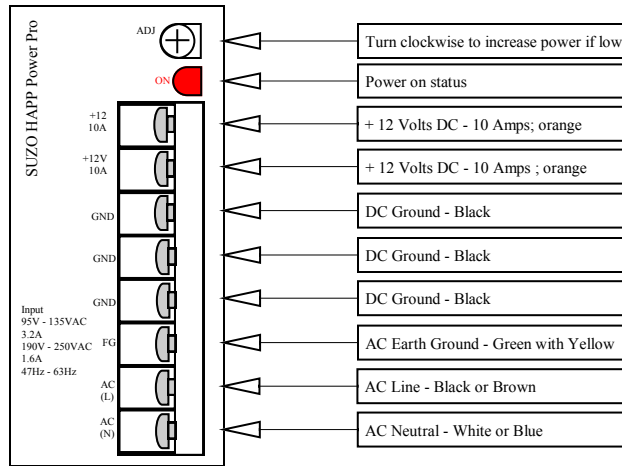 SUZO HAPP Power Pro
ADJ
Turn clockwise to increase power if low
ON
Power on status
+12
10A
+ 12 Volts DC - 10 Amps; orange
+12V
10A
+ 12 Volts DC - 10 Amps ; orange
GND
DC Ground - Black
GND
DC Ground - Black
GND
DC Ground - Black
Input
95V - 135VAC
3.2A
190V - 250VAC
1.6A
47Hz - 63Hz
FG
AC Earth Ground - Green with Yellow
AC
(L)
AC Line - Black or Brown
AC
(N)
AC Neutral - White or Blue